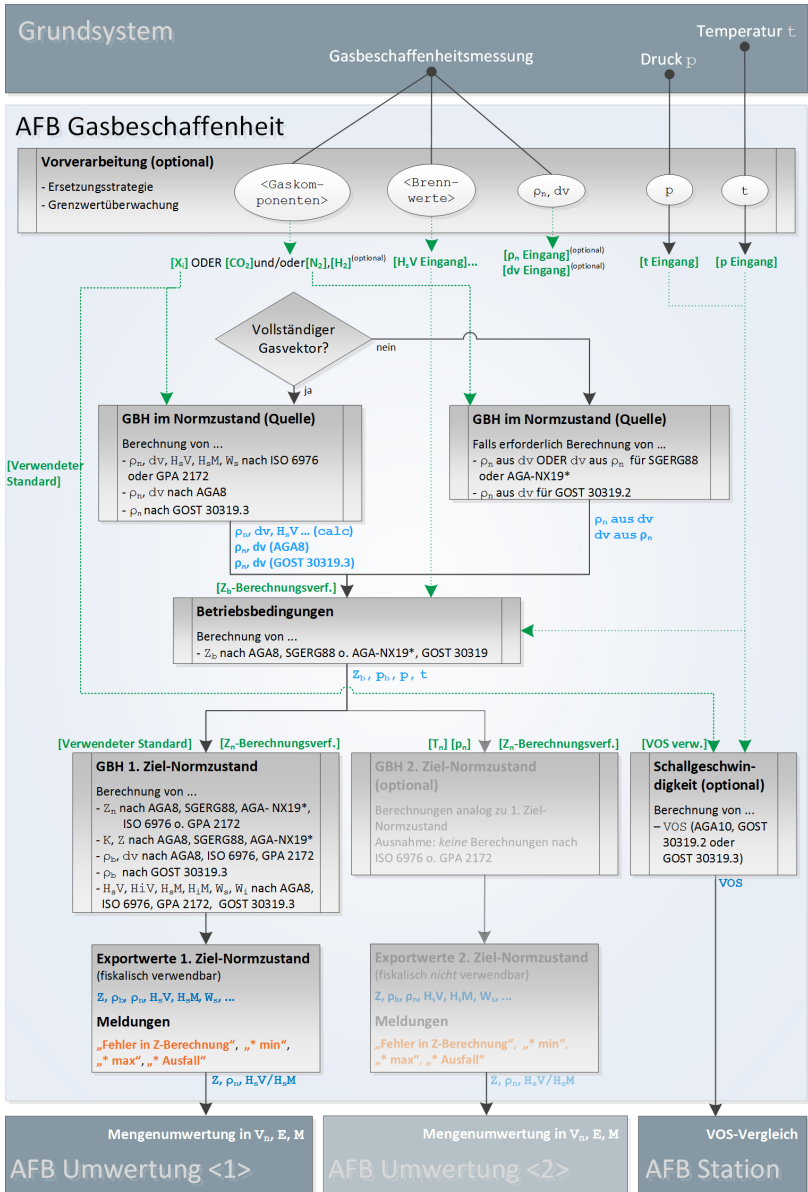 Grundsystem
Temperatur t
Gasbeschaffenheitsmessung
Druck p
AFB Gasbeschaffenheit
Vorverarbeitung (optional)
- Ersetzungsstrategie
- Grenzwertüberwachung
<Gaskom-
ponenten>
<Brenn-
werte>
ρn, dv
p
t
[Xi] ODER [CO2]und/oder[N2],[H2](optional)
[HsV Eingang]...
[ρn Eingang](optional)
[dv Eingang](optional)
[t Eingang]
[p Eingang]
Vollständiger
Gasvektor?
nein
ja
[Verwendeter
Standard]
GBH im Normzustand (Quelle)
Berechnung von ...
- ρn, dv, HsV, HsM, Ws nach ISO 6976
oder GPA 2172
- ρn, dv nach AGA8
- ρn nach GOST 30319.3
GBH im Normzustand (Quelle)
Falls erforderlich Berechnung von ...
- ρn aus dv ODER dv aus ρn für SGERG88
oder AGA-NX19*
- ρn aus dv für GOST 30319.2
ρn, dv, HsV … (calc)
ρn, dv (AGA8)
ρn, dv (GOST 30319.3)
ρn aus dv
dv aus ρn
[Zb-Berechnungsverf.]
Betriebsbedingungen
Berechnung von ...
- Zb nach AGA8, SGERG88 o. AGA-NX19*, GOST 30319
Zb, ρb, p, t
[Verwendeter Standard]
[Zn-Berechnungsverf.]
[Tn] [pn]
[Zn-Berechnungsverf.]
[VOS verw.]
GBH 1. Ziel-Normzustand
Berechnung von ...
- Zn nach AGA8, SGERG88, AGA- NX19*,
ISO 6976 o. GPA 2172
- K, Z nach AGA8, SGERG88, AGA-NX19*
- ρb, dv nach AGA8, ISO 6976, GPA 2172
- ρb nach GOST 30319.3
- HsV, HiV, HsM, HiM, Ws, Wi nach AGA8,
ISO 6976, GPA 2172, GOST 30319.3
GBH 2. Ziel-Normzustand
(optional)
Berechnungen analog zu 1. Ziel-
Normzustand
Ausnahme: keine Berechnungen nach
ISO 6976 o. GPA 2172
Schallgeschwin-
digkeit (optional)
Berechnung von ...
– VOS (AGA10, GOST
30319.2 oder
GOST 30319.3)
VOS
Exportwerte 1. Ziel-Normzustand
(fiskalisch verwendbar)
Z, ρb, ρn, HsV, HsM, Ws, ...
Meldungen
„Fehler in Z-Berechnung“, „* min“,
„* max“, „* Ausfall“
Exportwerte 2. Ziel-Normzustand
(fiskalisch nicht verwendbar)
Z, ρb, ρn, HsV, HsM, Ws, ...
Meldungen
„Fehler in Z-Berechnung“, „* min“,
„* max“, „* Ausfall“
Z, ρn, HsV/HsM
Z, ρn, HsV/HsM
Mengenumwertung in Vn, E, M
AFB Umwertung <1>
Mengenumwertung in Vn, E, M
AFB Umwertung <2>
VOS-Vergleich
AFB Station